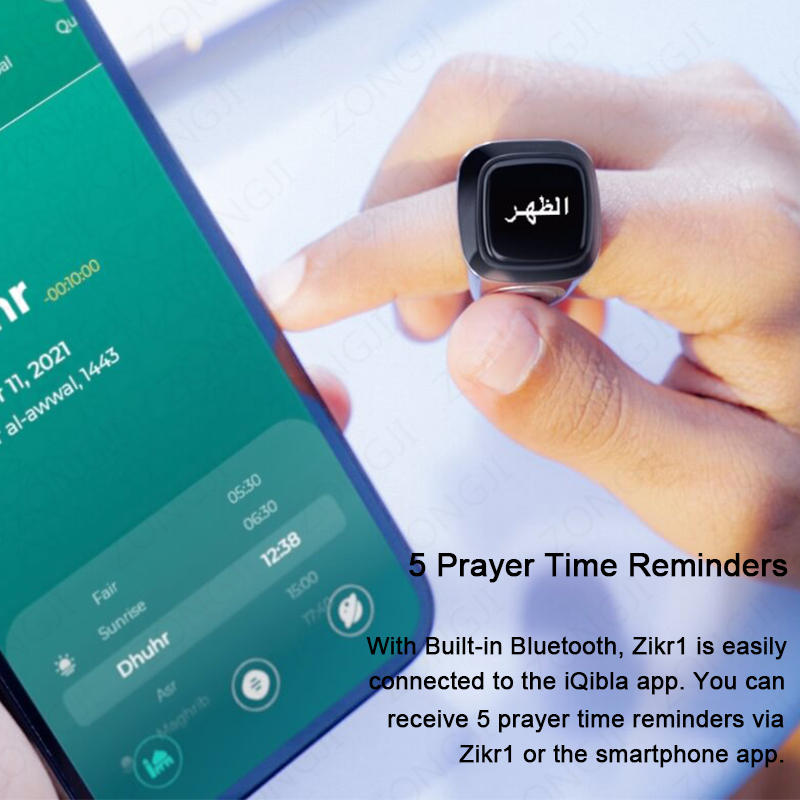 -00:10:00
11, 2021
al-awwal, 1443
الظهر
05:30
06:30
12:38
15:00
Fair
Sunrise
Dhuhr
Asr
Maghrib
5 Prayer Time Reminders
With Built-in Bluetooth, Zikr1 is easily
connected to the iQibla app. You can
receive 5 prayer time reminders via
Zikr1 or the smartphone app.
ZONGJI